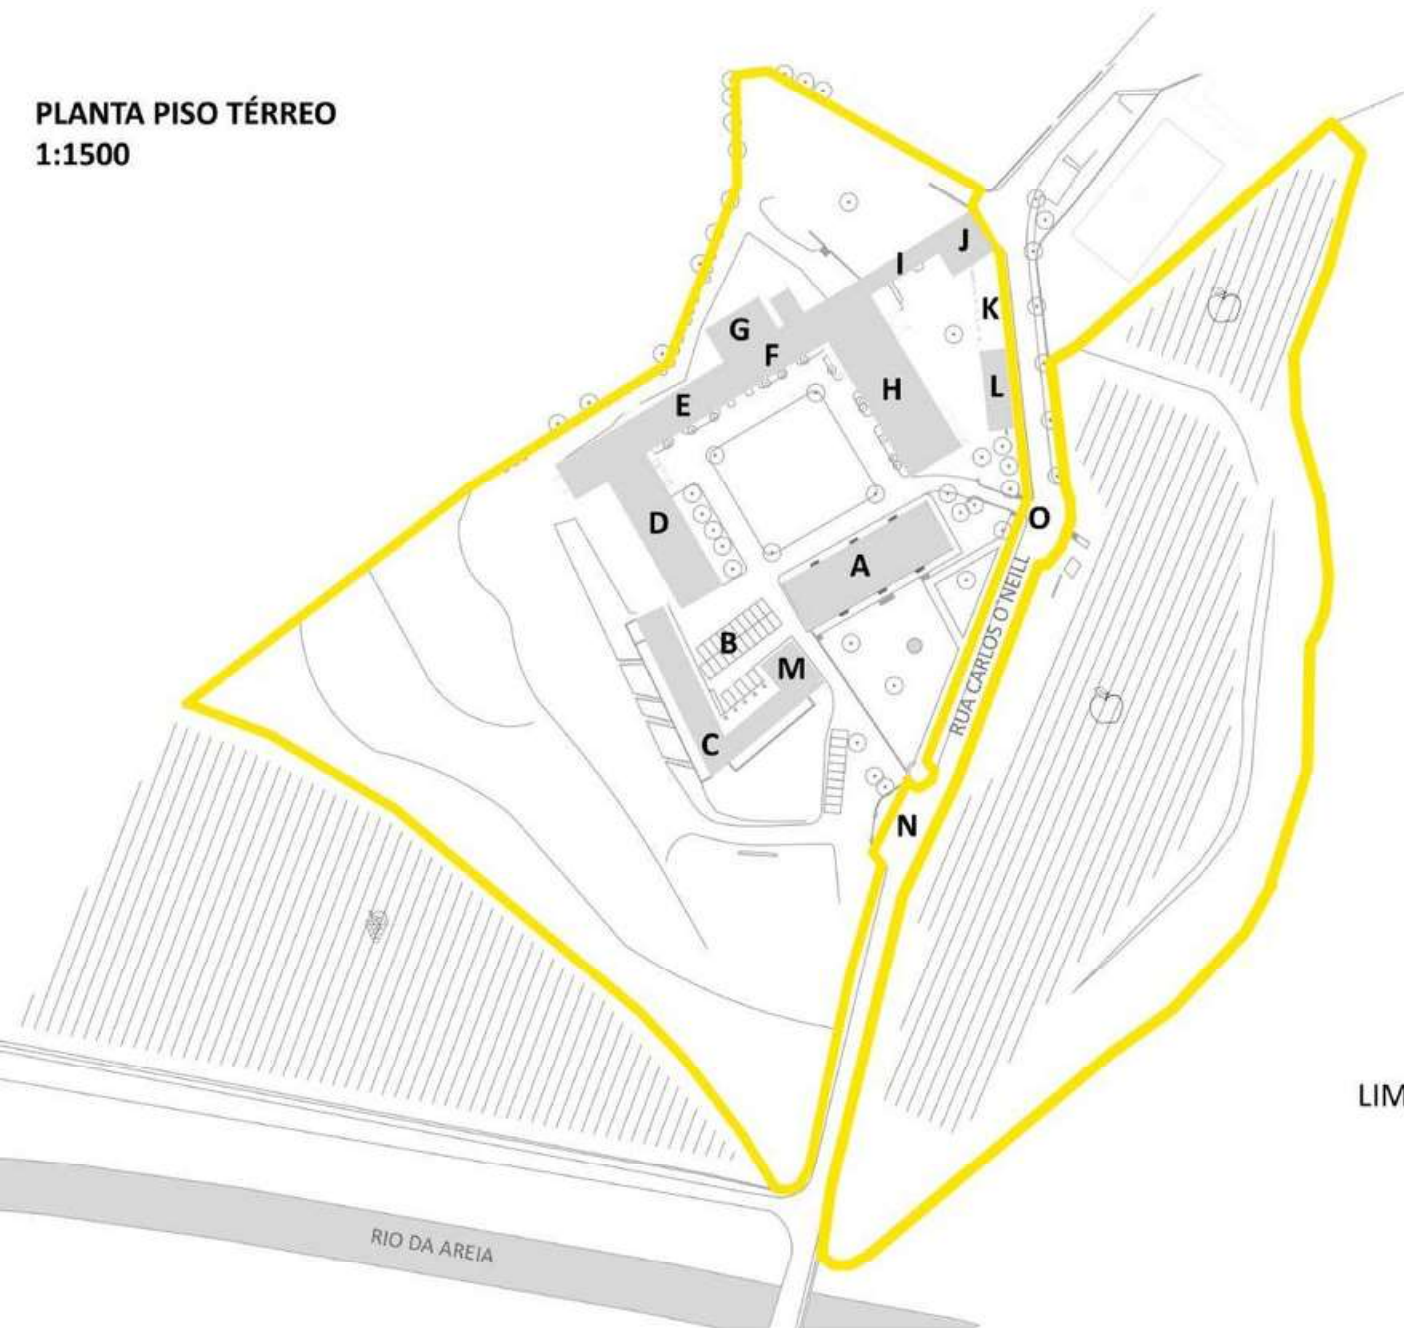 PLANTA PISO TÉRREO
1:1500
J
I
K
G
F
L
H
E
O
D
A
RUA CARLOS O´NEILL
B
M
C
N
LIM
RIO DA AREIA